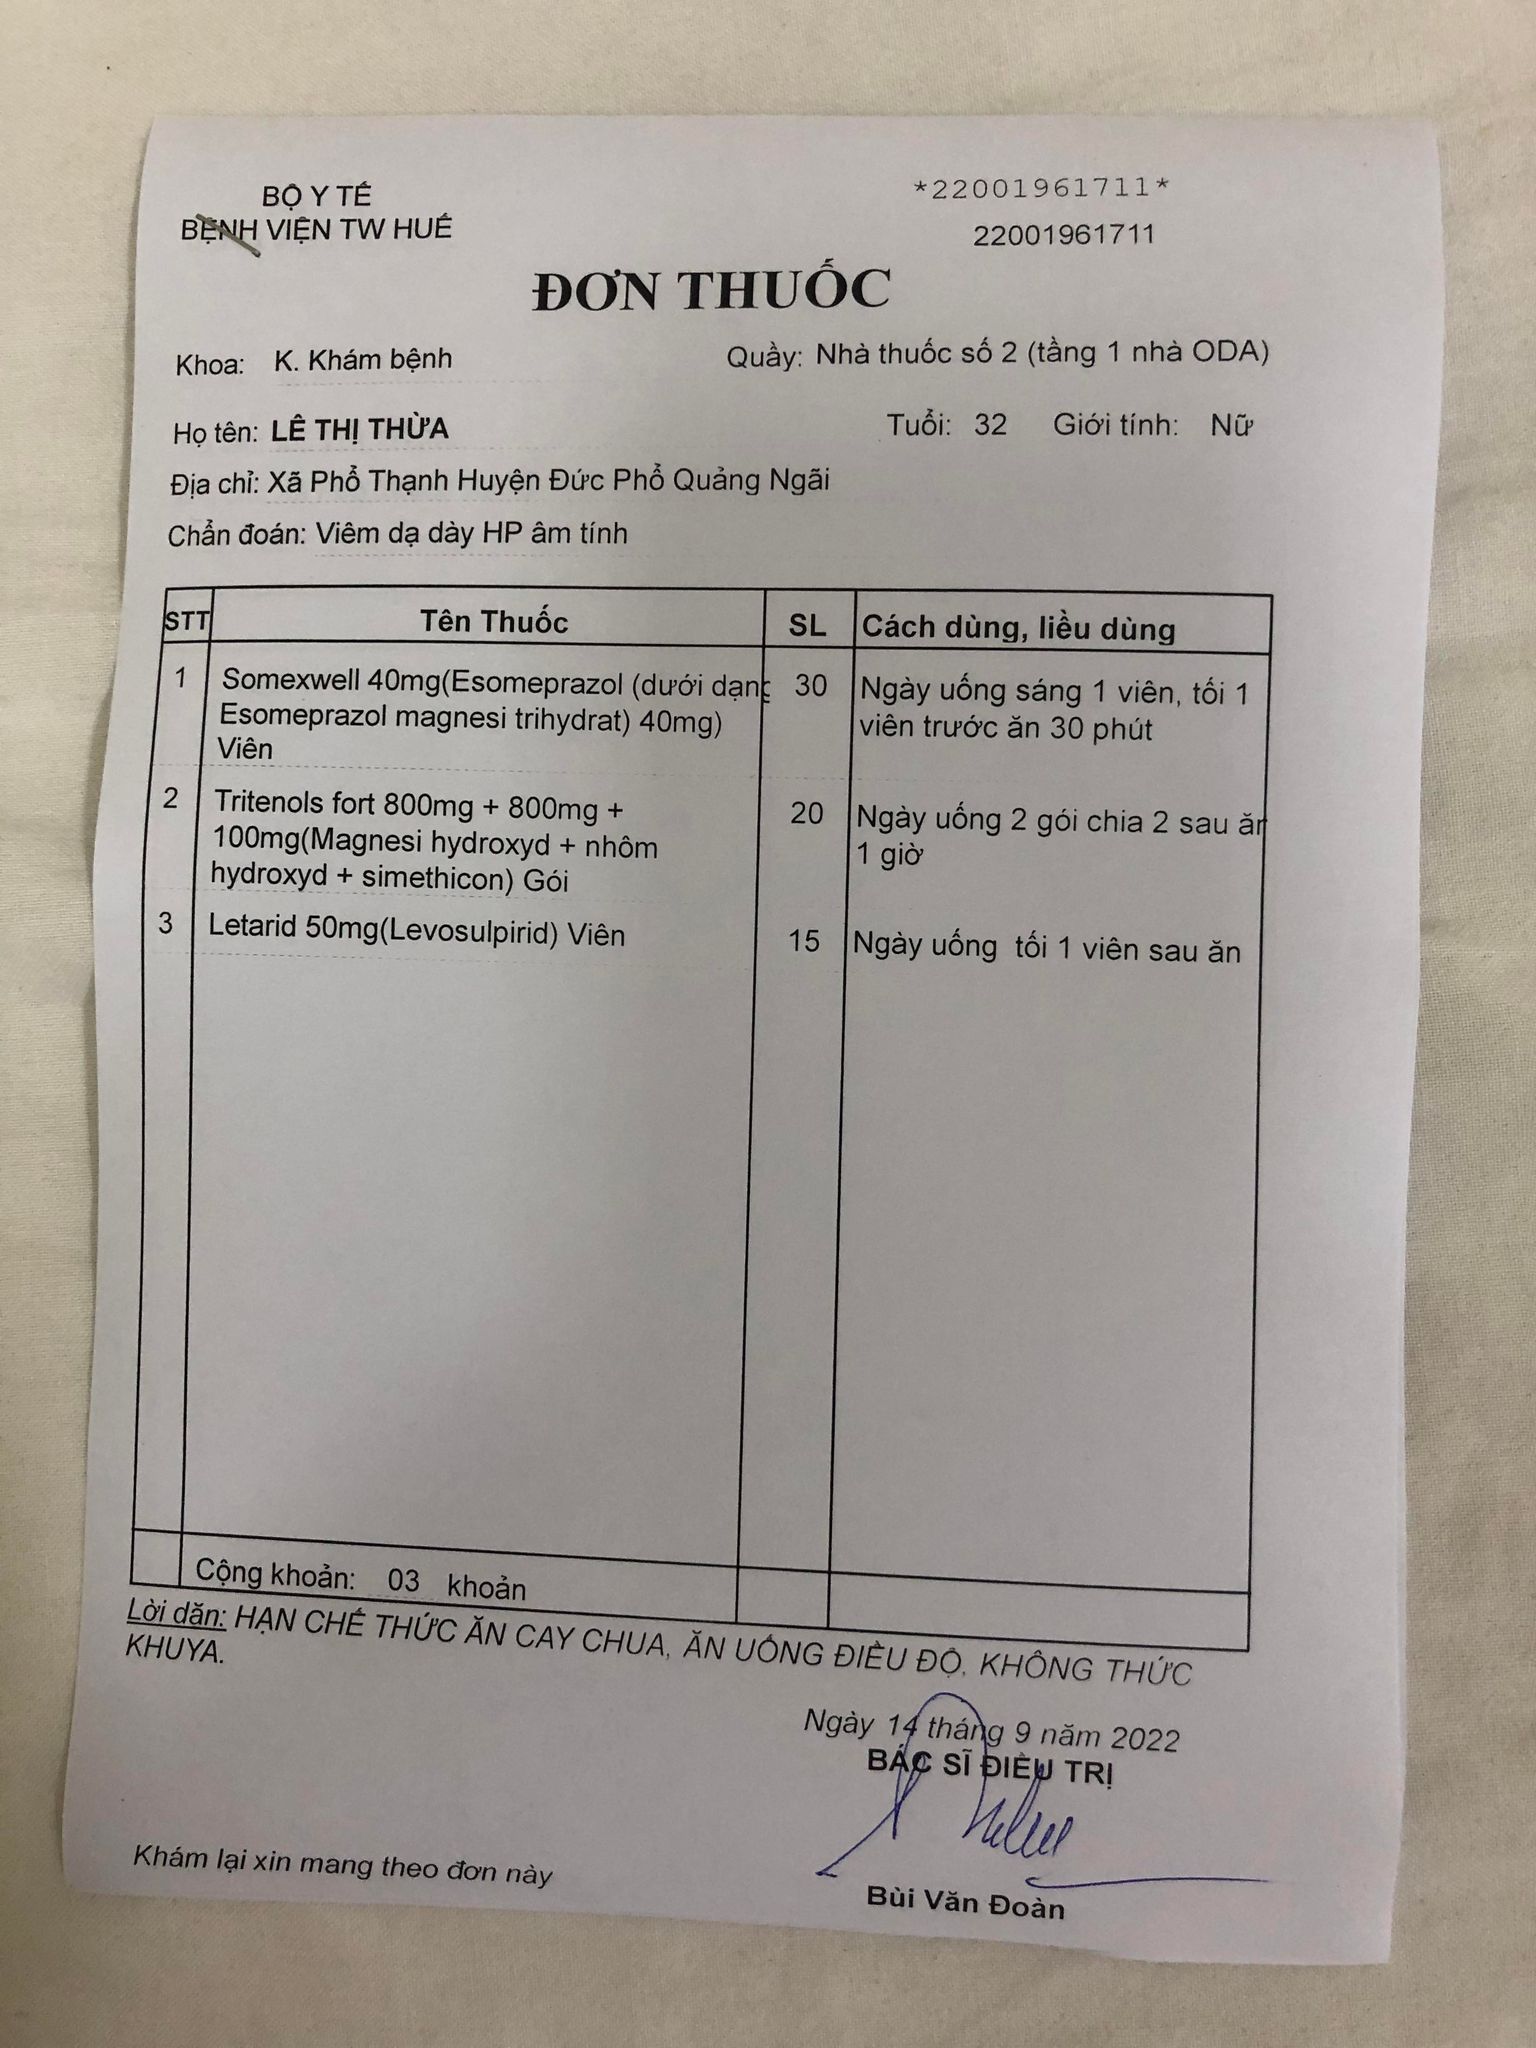 BỘ Y TẾ
BỆNH VIỆN TW HUẾ
*22001961711*
22001961711
ĐƠN THUỐC
Khoa: K. Khám bệnh
Quầy: Nhà thuốc số 2 (tầng 1 nhà ODA)
Họ tên: LÊ THỊ THỪA
Tuổi: 32 Giới tính: Nữ
Địa chỉ: Xã Phổ Thạnh Huyện Đức Phổ Quảng Ngãi
Chẩn đoán: Viêm dạ dày HP âm tính
STT Tên Thuốc SL Cách dùng, liều dùng
1 Somexwell 40mg(Esomeprazol (dưới dạng 30 Ngày uống sáng 1 viên, tối 1
Esomeprazol magnesi trihydrat) 40mg) viên trước ăn 30 phút
Viên
2 Tritenols fort 800mg + 800mg + 20 Ngày uống 2 gói chia 2 sau ăn
100mg(Magnesi hydroxyd + nhôm 1 giờ
hydroxyd + simethicon) Gói
3 Letarid 50mg(Levosulpirid) Viên 15 Ngày uống tối 1 viên sau ăn
Cộng khoản: 03 khoản
Lời dặn: HẠN CHẾ THỨC ĂN CAY CHUA, ĂN UỐNG ĐIỀU ĐỘ, KHÔNG THỨC
KHUYA.
Ngày 14 tháng 9 năm 2022
BÁC SĨ ĐIỀU TRỊ
Khám lại xin mang theo đơn này
Bùi Văn Đoàn